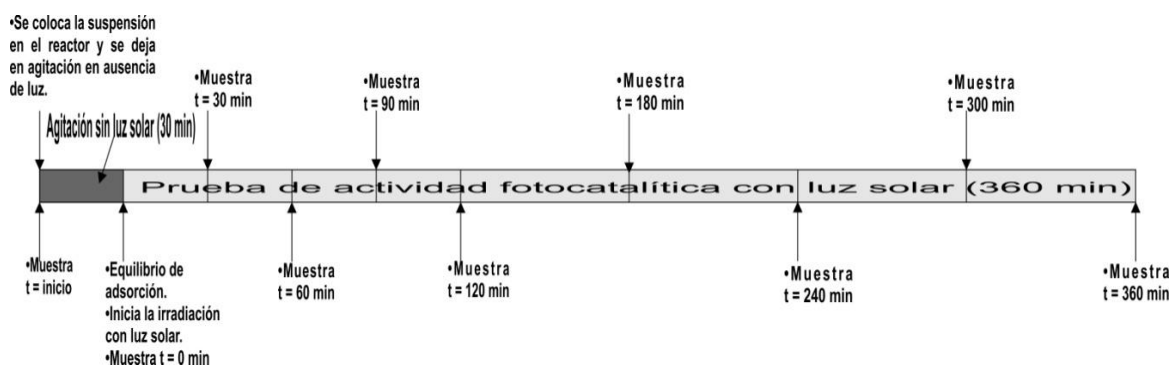 •Se coloca la suspensión
en el reactor y se deja
en agitación en ausencia
de luz.
Agitación sin luz solar (30 min)
•Muestra
t = 30 min
•Muestra
t = 90 min
•Muestra
t = 180 min
•Muestra
t = 300 min
Prueba de actividad fotocatalítica con luz solar (360 min)
•Muestra
t = inicio
•Equilibrio de
adsorción.
•Inicia la irradiación
con luz solar.
•Muestra t = 0 min
•Muestra
t = 60 min
•Muestra
t = 120 min
•Muestra
t = 240 min
•Muestra
t = 360 min